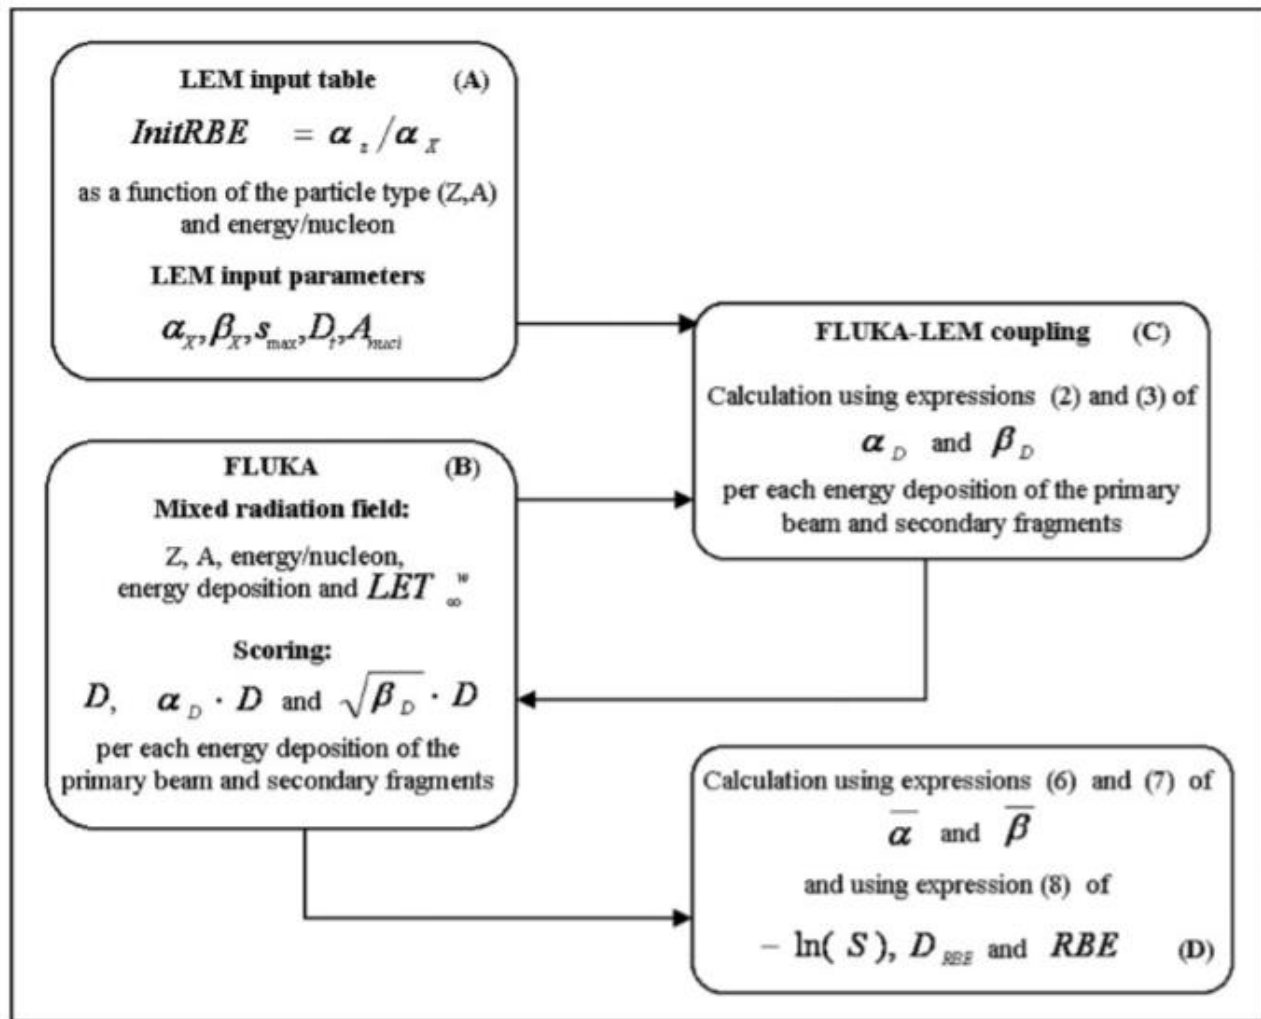 LEM input table (A)
InitRBE = α_z/α_X
as a function of the particle type (Z,A)
and energy/nucleon
LEM input parameters
α_X, β_X, s_max, D_t, A_nucl
FLUKA-LEM coupling (C)
Calculation using expressions (2) and (3) of
α_D and β_D
per each energy deposition of the primary
beam and secondary fragments
FLUKA (B)
Mixed radiation field:
Z, A, energy/nucleon,
energy deposition and LET_∞^w
Scoring:
D, α_D · D and √β_D · D
per each energy deposition of the
primary beam and secondary fragments
Calculation using expressions (6) and (7) of
α̅ and β̅
and using expression (8) of
− ln( S ), D_RBE and RBE (D)